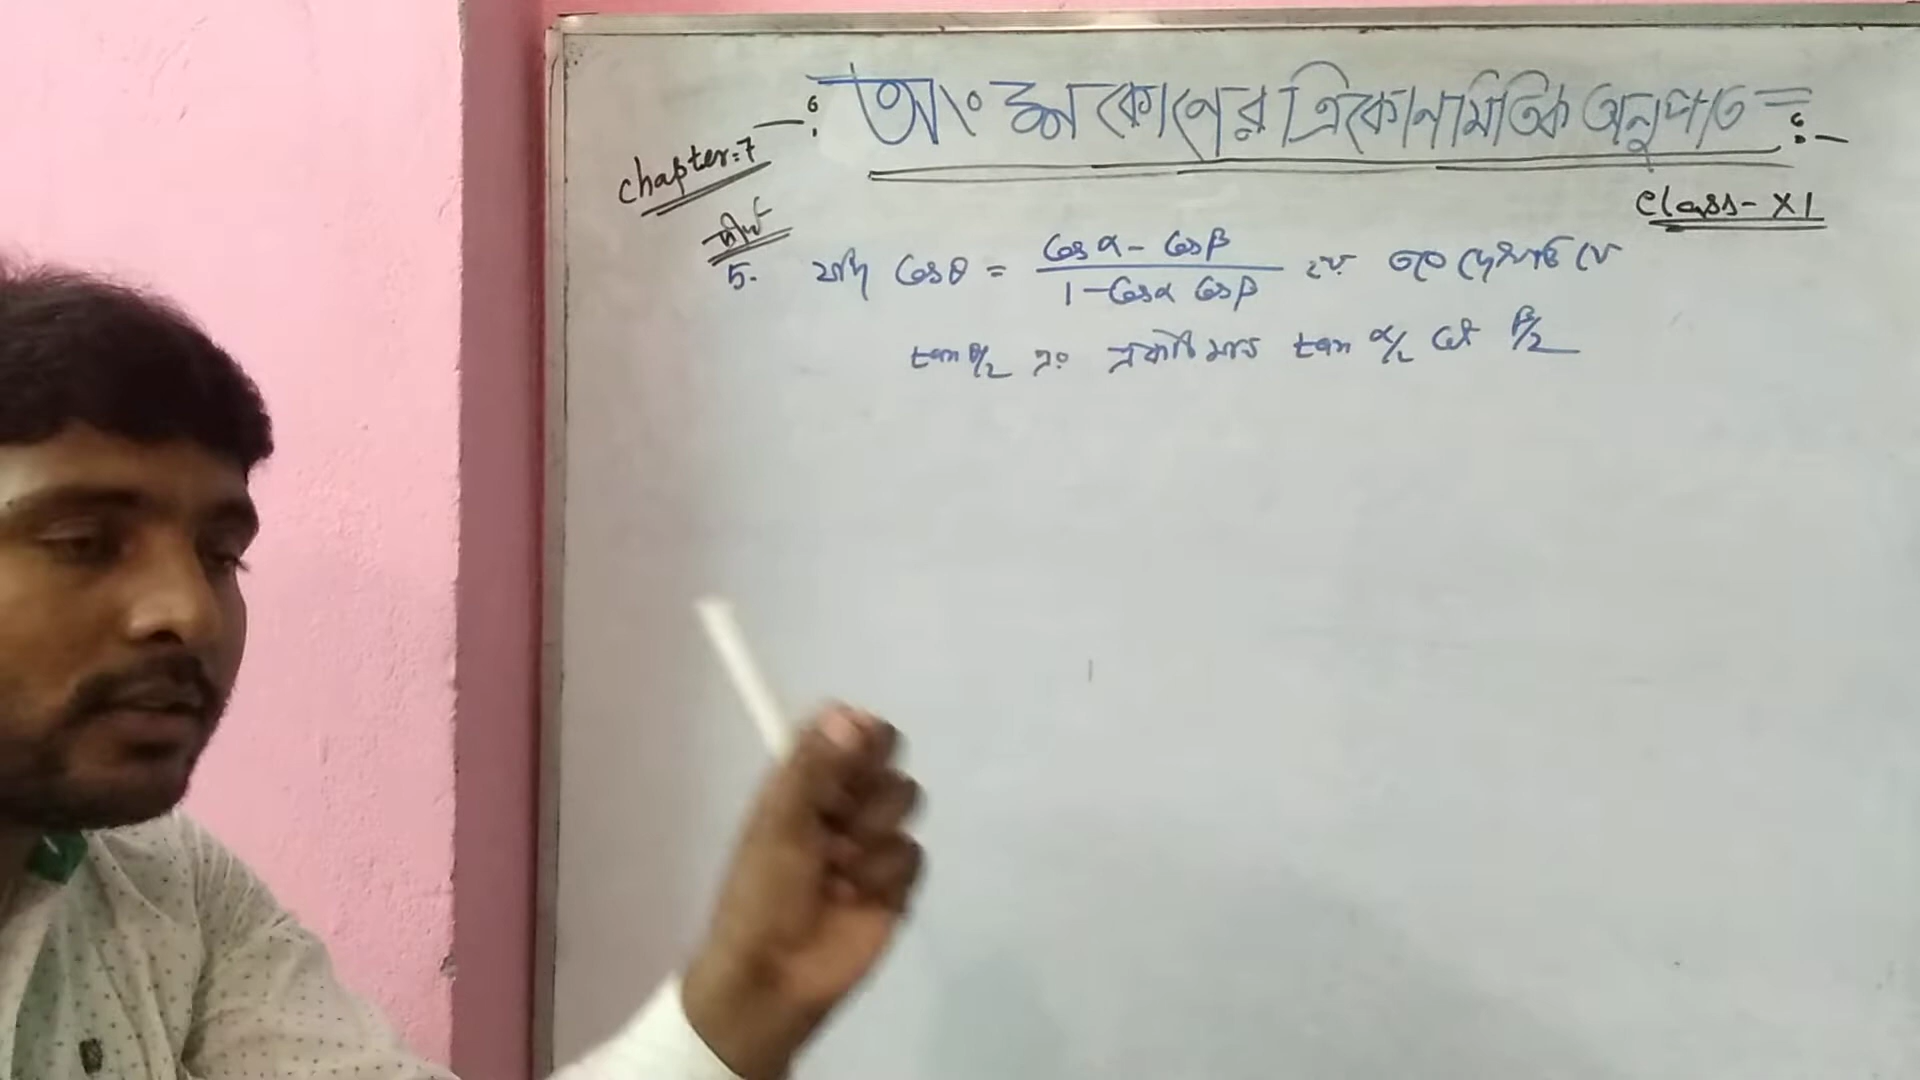 —: অংশ কোণের ত্রিকোণমিতিক অনুপাত :—
Chapter:7
Class-XI
5. যদি Cosθ = (Cosα - Cosβ)/(1-Cosα Cosβ) হয় তবে দেখাও যে
tan θ/2 এর একটি মান tan α/2 cot β/2